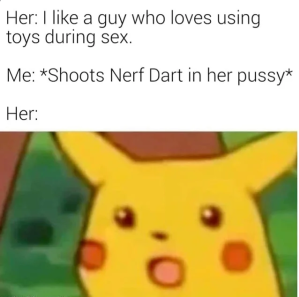 Her: I like a guy who loves using
toys during sex.
Me: *Shoots Nerf Dart in her pussy*
Her: